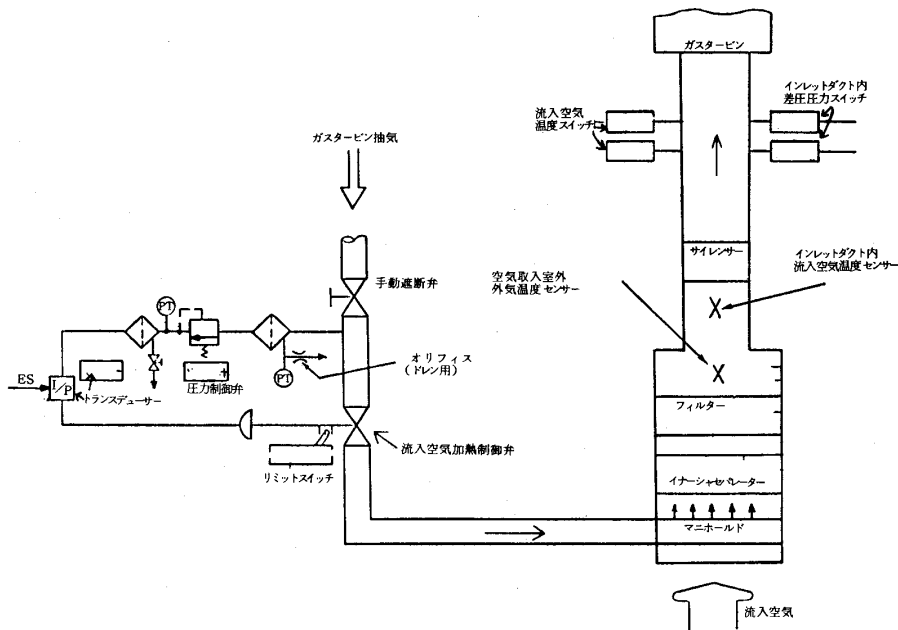 ガスタービン
インレットダクト内
差圧圧力スイッチ
流入空気
温度スイッチ
ガスタービン抽気
サイレンサー
インレットダクト内
流入空気温度センサー
空気取入室外
外気温度センサー
手動遮断弁
PT
オリフィス
(ドレン用)
PT
ES
I/P
トランスデューサー
圧力制御弁
フィルター
流入空気加熱制御弁
リミットスイッチ
イナーシャセパレーター
マニホールド
流入空気